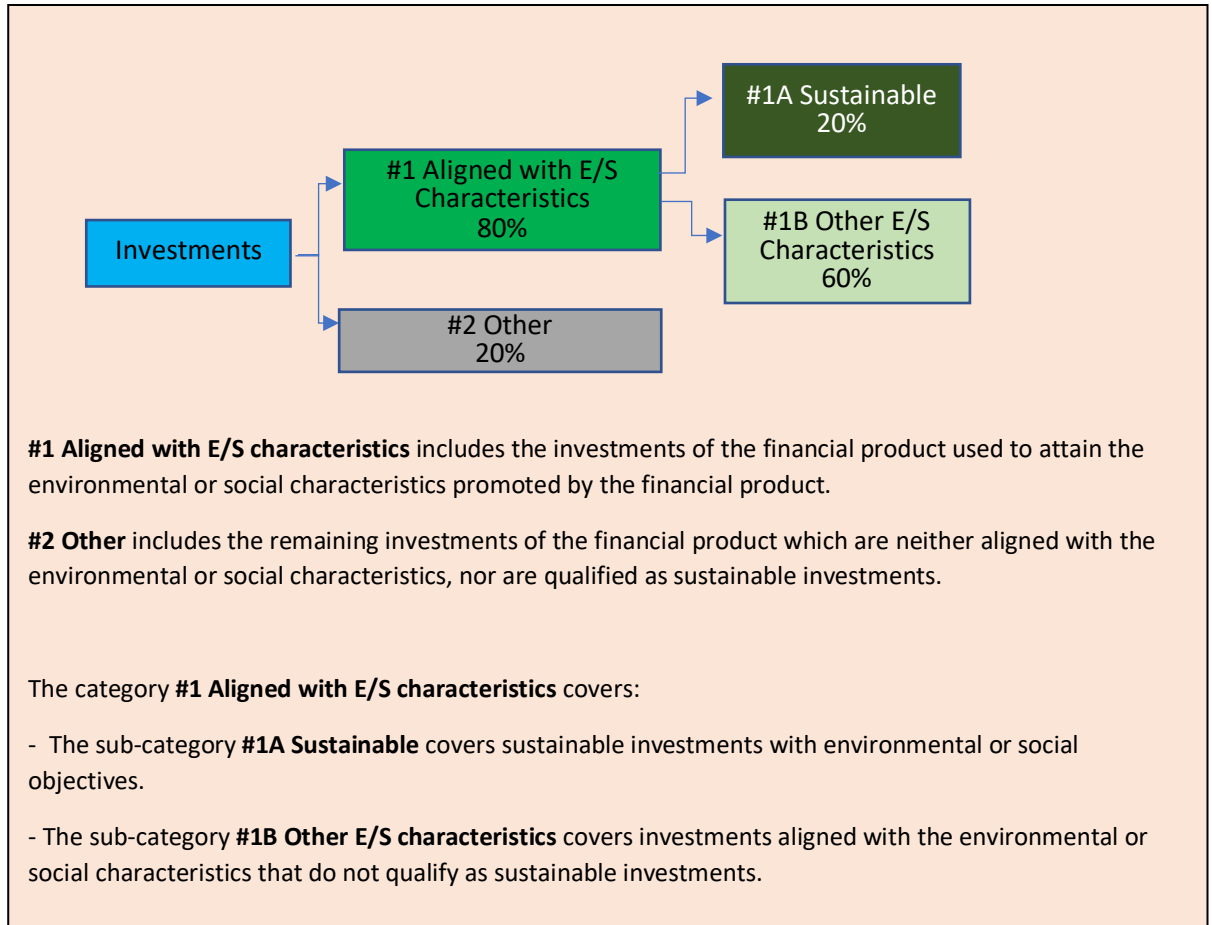 #1A Sustainable
20%
#1 Aligned with E/S
Characteristics
80%
#1B Other E/S
Characteristics
60%
Investments
#2 Other
20%
#1 Aligned with E/S characteristics includes the investments of the financial product used to attain the
environmental or social characteristics promoted by the financial product.
#2 Other includes the remaining investments of the financial product which are neither aligned with the
environmental or social characteristics, nor are qualified as sustainable investments.
The category #1 Aligned with E/S characteristics covers:
- The sub-category #1A Sustainable covers sustainable investments with environmental or social
objectives.
- The sub-category #1B Other E/S characteristics covers investments aligned with the environmental or
social characteristics that do not qualify as sustainable investments.